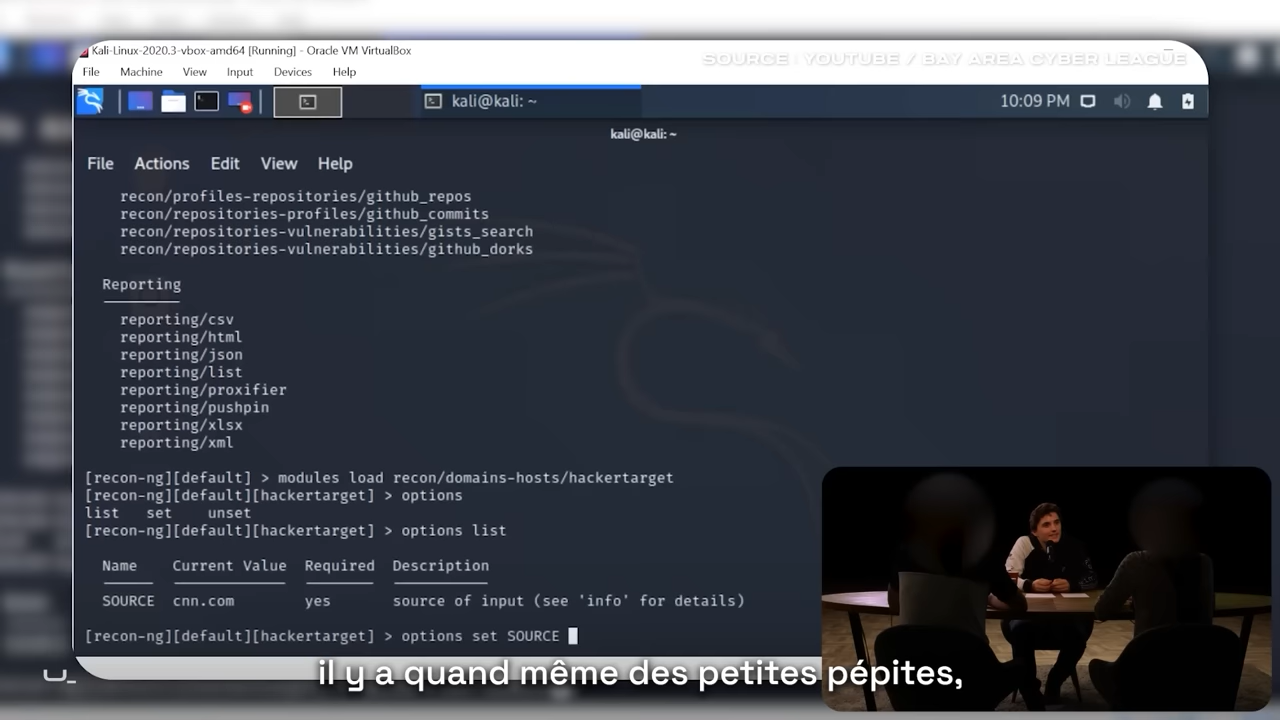 Kali-Linux-2020.3-vbox-amd64 [Running] - Oracle VM VirtualBox
SOURCE : YOUTUBE / BAY AREA CYBER LEAGUE
File Machine View Input Devices Help
kali@kali: ~
10:09 PM
kali@kali: ~
File Actions Edit View Help
recon/profiles-repositories/github_repos
recon/repositories-profiles/github_commits
recon/repositories-vulnerabilities/gists_search
recon/repositories-vulnerabilities/github_dorks
Reporting
reporting/csv
reporting/html
reporting/json
reporting/list
reporting/proxifier
reporting/pushpin
reporting/xlsx
reporting/xml
[recon-ng][default] > modules load recon/domains-hosts/hackertarget
[recon-ng][default][hackertarget] > options
list set unset
[recon-ng][default][hackertarget] > options list
Name Current Value Required Description
SOURCE cnn.com yes source of input (see 'info' for details)
[recon-ng][default][hackertarget] > options set SOURCE
il y a quand même des petites pépites,